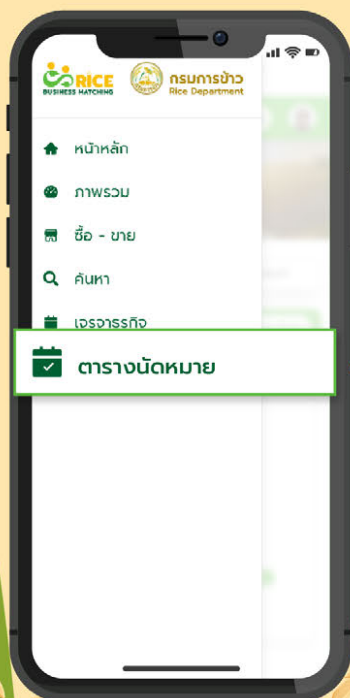 RICE
BUSINESS MATCHING
กรมการข้าว
Rice Department
หน้าหลัก
ภาพรวม
ซื้อ - ขาย
ค้นหา
เจรจาธุรกิจ
ตารางนัดหมาย